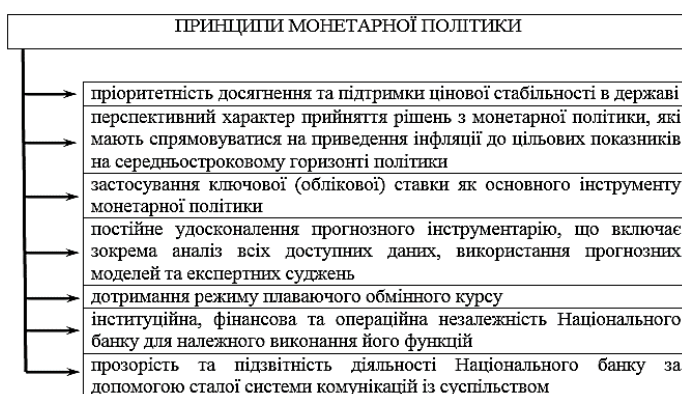 ПРИНЦИПИ МОНЕТАРНОЇ ПОЛІТИКИ
пріоритетність досягнення та підтримки цінової стабільності в державі
перспективний характер прийняття рішень з монетарної політики, які
мають спрямовуватися на приведення інфляції до цільових показників
на середньостроковому горизонті політики
застосування ключової (облікової) ставки як основного інструменту
монетарної політики
постійне удосконалення прогнозного інструментарію, що включає
зокрема аналіз всіх доступних даних, використання прогнозних
моделей та експертних суджень
дотримання режиму плаваючого обмінного курсу
інституційна, фінансова та операційна незалежність Національного
банку для належного виконання його функцій
прозорість та підзвітність діяльності Національного банку за
допомогою сталої системи комунікацій із суспільством